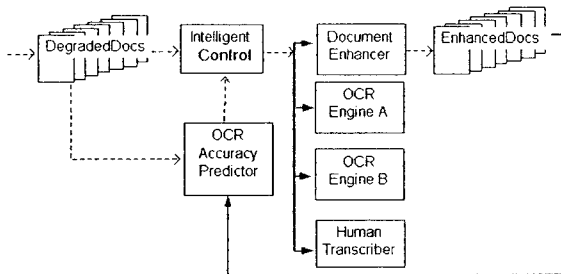 DegradedDocs
Intelligent
Control
Document
Enhancer
EnhancedDocs
OCR
Accuracy
Predictor
OCR
Engine A
OCR
Engine B
Human
Transcriber